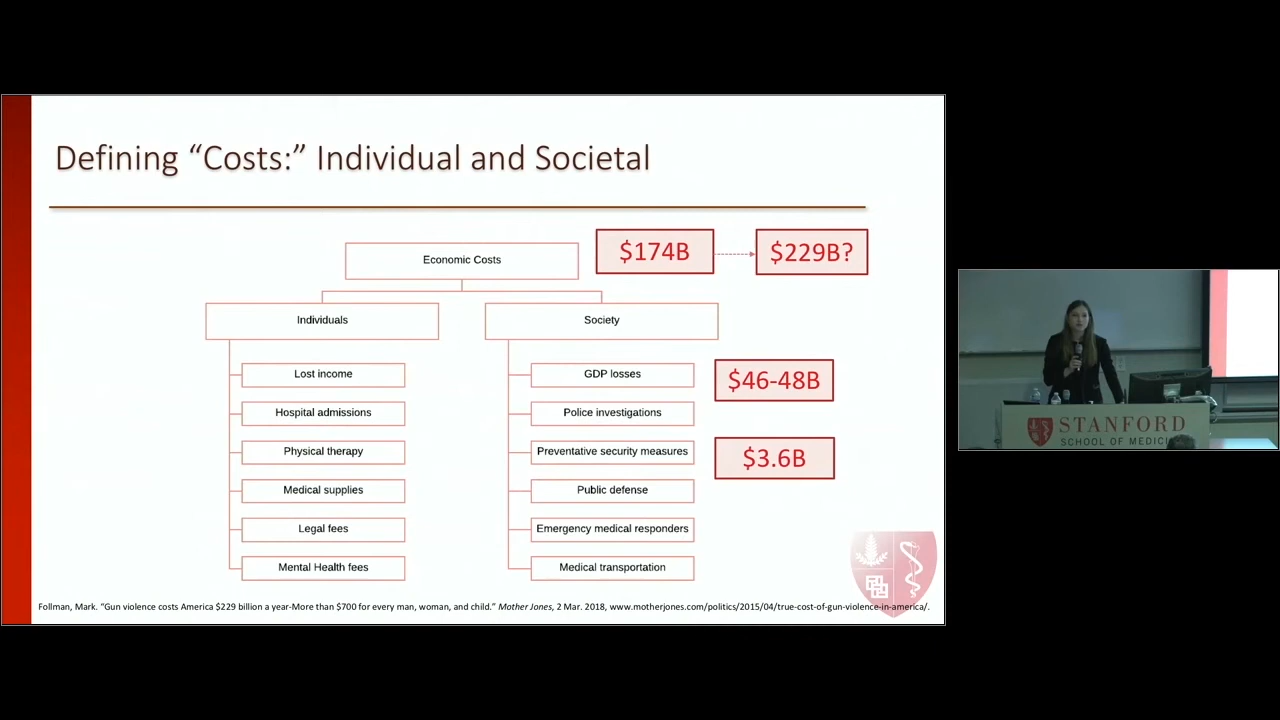 Defining “Costs:” Individual and Societal
Economic Costs
$174B
$229B?
Individuals
Society
Lost income
Hospital admissions
Physical therapy
Medical supplies
Legal fees
Mental Health fees
GDP losses
$46-48B
Police investigations
Preventative security measures
$3.6B
Public defense
Emergency medical responders
Medical transportation
Follman, Mark. “Gun violence costs America $229 billion a year-More than $700 for every man, woman, and child.” Mother Jones, 2 Mar. 2018, www.motherjones.com/politics/2015/04/true-cost-of-gun-violence-in-america/.
STANFORD
SCHOOL OF